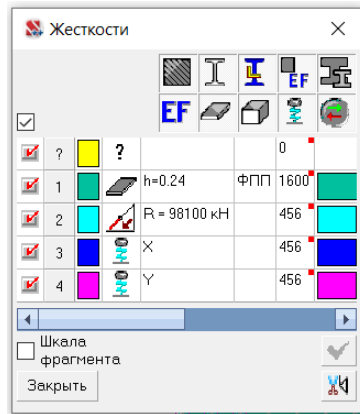 Жесткости
EF
EF
? ? 0
1 h=0.24 ФПП 1600
2 R = 98100 кН 456
3 X 456
4 Y 456
Шкала
фрагмента
Закрыть